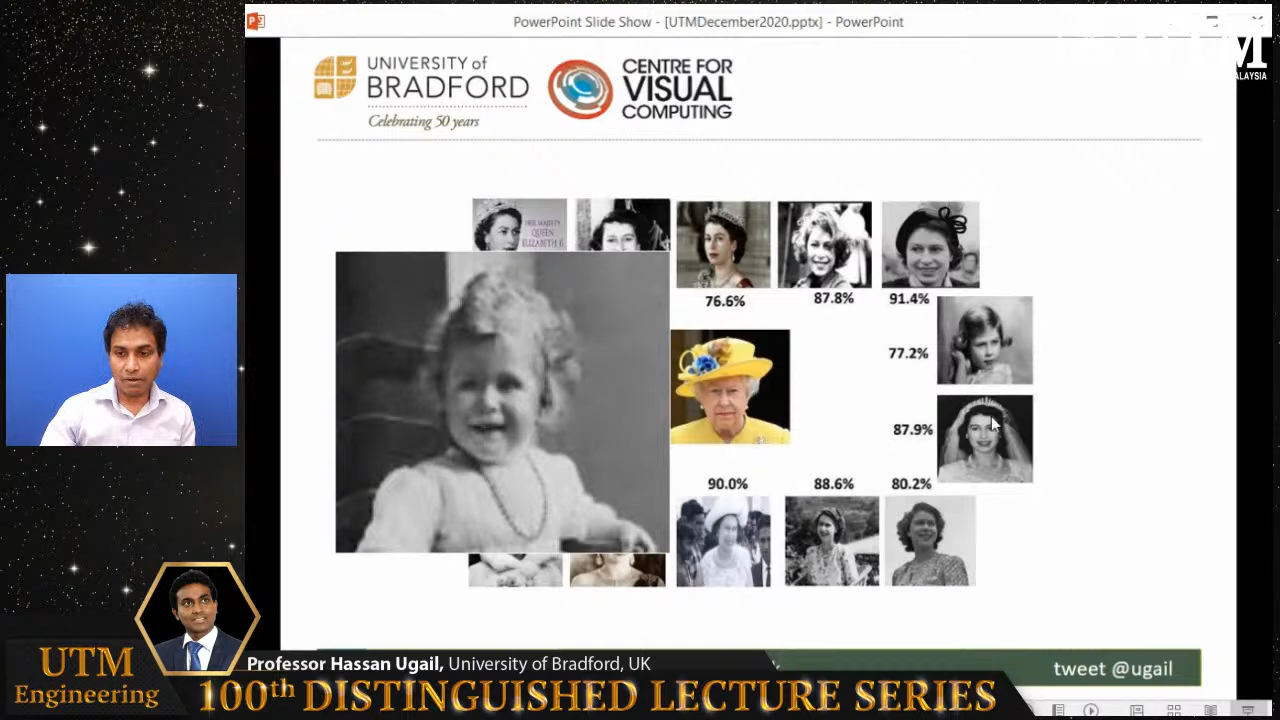 PowerPoint Slide Show - [UTMDecember2020.pptx] - PowerPoint
UNIVERSITY of
BRADFORD
Celebrating 50 years
CENTRE FOR
VISUAL
COMPUTING
M
ALAYSIA
HER MAJESTY
QUEEN
ELIZABETH II
76.6%
87.8%
91.4%
77.2%
87.9%
90.0%
88.6%
80.2%
tweet @ugail
Professor Hassan Ugail, University of Bradford, UK
UTM
Engineering
100th DISTINGUISHED LECTURE SERIES